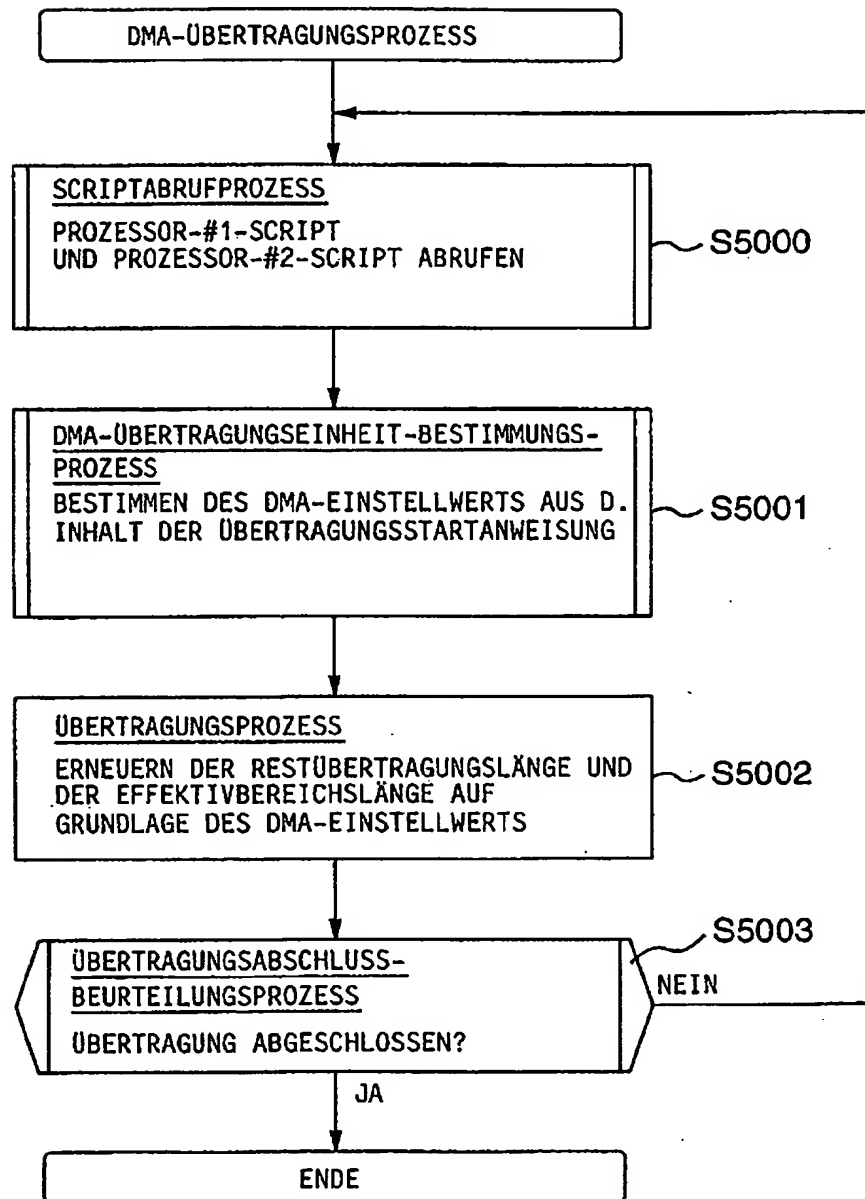 DMA-ÜBERTRAGUNGSPROZESS
SCRIPTABRUFPROZESS
PROZESSOR-#1-SCRIPT
UND PROZESSOR-#2-SCRIPT ABRUFEN
S5000
DMA-ÜBERTRAGUNGSEINHEIT-BESTIMMUNGS-
PROZESS
BESTIMMEN DES DMA-EINSTELLWERTS AUS D.
INHALT DER ÜBERTRAGUNGSSTARTANWEISUNG
S5001
ÜBERTRAGUNGSPROZESS
ERNEUERN DER RESTÜBERTRAGUNGSLÄNGE UND
DER EFFEKTIVBEREICHSLÄNGE AUF
GRUNDLAGE DES DMA-EINSTELLWERTS
S5002
ÜBERTRAGUNGSABSCHLUSS-
BEURTEILUNGSPROZESS
ÜBERTRAGUNG ABGESCHLOSSEN?
S5003
NEIN
JA
ENDE